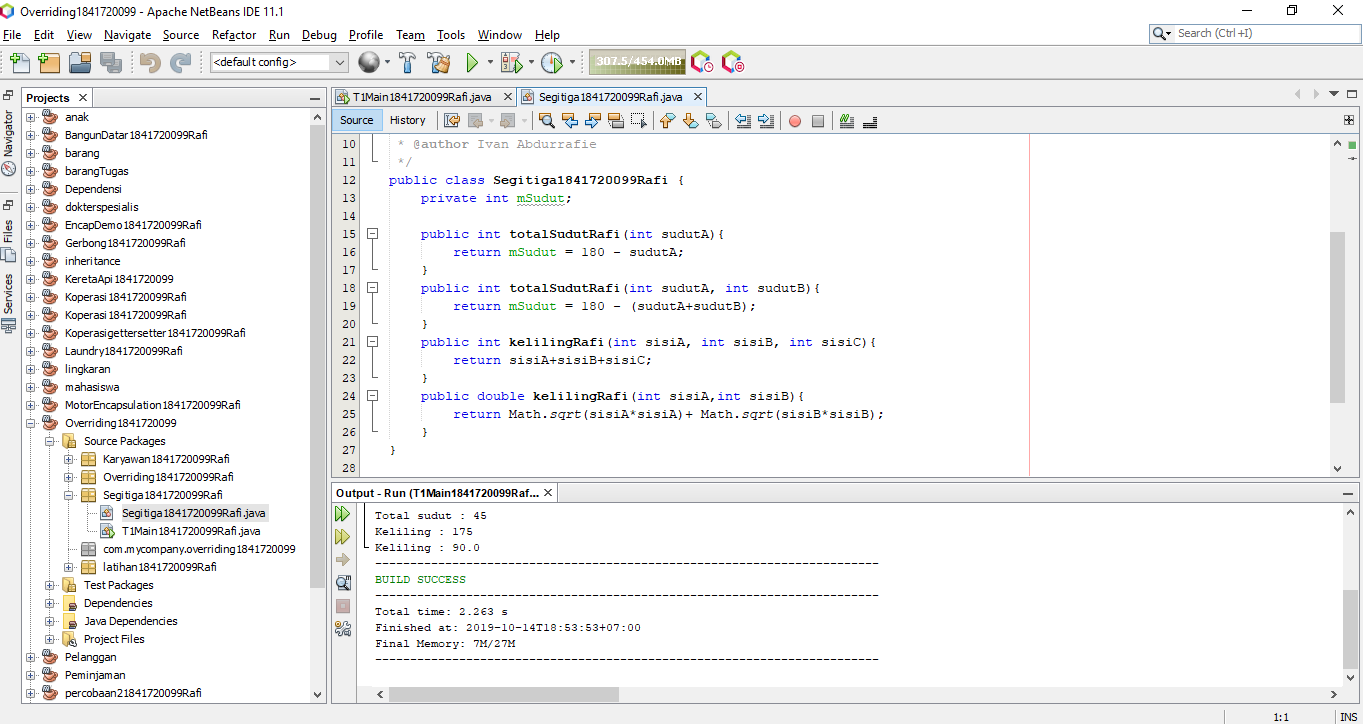 Overriding1841720099 - Apache NetBeans IDE 11.1
File Edit View Navigate Source Refactor Run Debug Profile Team Tools Window Help
Search (Ctrl+I)
<default config>
307.5/454.0MB
Projects
Navigator
Files
Services
anak
BangunDatar1841720099Rafi
barang
barangTugas
Dependensi
dokterspesialis
EncapDemo1841720099Rafi
Gerbong1841720099Rafi
inheritance
KeretaApi1841720099
Koperasi1841720099Rafi
Koperasi1841720099Rafi
Koperasigettersetter1841720099Rafi
Laundry1841720099Rafi
lingkaran
mahasiswa
MotorEncapsulation1841720099Rafi
Overriding1841720099
Source Packages
Karyawan1841720099Rafi
Overriding1841720099Rafi
Segitiga1841720099Rafi
Segitiga1841720099Rafi.java
T1Main1841720099Rafi.java
com.mycompany.overriding1841720099
latihan1841720099Rafi
Test Packages
Dependencies
Java Dependencies
Project Files
Pelanggan
Peminjaman
percobaan21841720099Rafi
T1Main1841720099Rafi.java Segitiga1841720099Rafi.java
Source History
10 * @author Ivan Abdurrafie
11 */
12 public class Segitiga1841720099Rafi {
13 private int mSudut;
14
15 public int totalSudutRafi(int sudutA){
16 return mSudut = 180 - sudutA;
17 }
18 public int totalSudutRafi(int sudutA, int sudutB){
19 return mSudut = 180 - (sudutA+sudutB);
20 }
21 public int kelilingRafi(int sisiA, int sisiB, int sisiC){
22 return sisiA+sisiB+sisiC;
23 }
24 public double kelilingRafi(int sisiA,int sisiB){
25 return Math.sqrt(sisiA*sisiA)+ Math.sqrt(sisiB*sisiB);
26 }
27 }
28
Output - Run (T1Main1841720099Raf...
Total sudut : 45
Keliling : 175
Keliling : 90.0
------------------------------------------------------------------------
BUILD SUCCESS
------------------------------------------------------------------------
Total time: 2.263 s
Finished at: 2019-10-14T18:53:53+07:00
Final Memory: 7M/27M
------------------------------------------------------------------------
1:1 INS